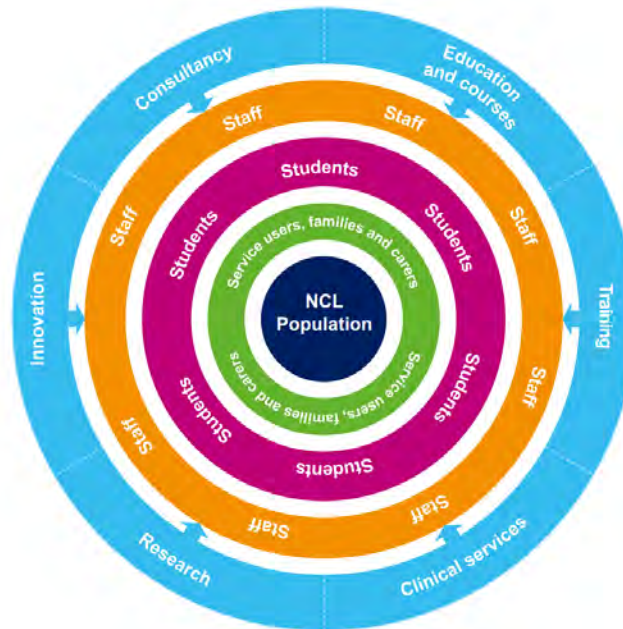 Consultancy
Education
and courses
Training
Clinical services
Research
Innovation
Staff
Staff
Staff
Staff
Staff
Staff
Staff
Staff
Students
Students
Students
Students
Students
Students
Service users, families and carers
Service users, families and carers
NCL
Population